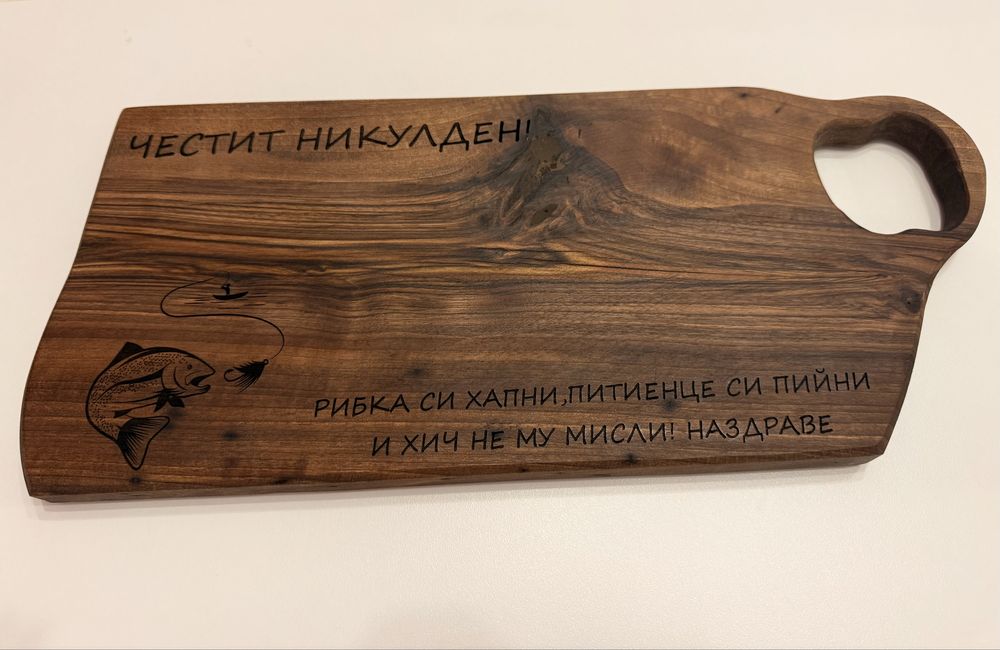 ЧЕСТИТ НИКУЛДЕН!
РИБКА СИ ХАПНИ,ПИТИЕНЦЕ СИ ПИЙНИ
И ХИЧ НЕ МУ МИСЛИ! НАЗДРАВЕ